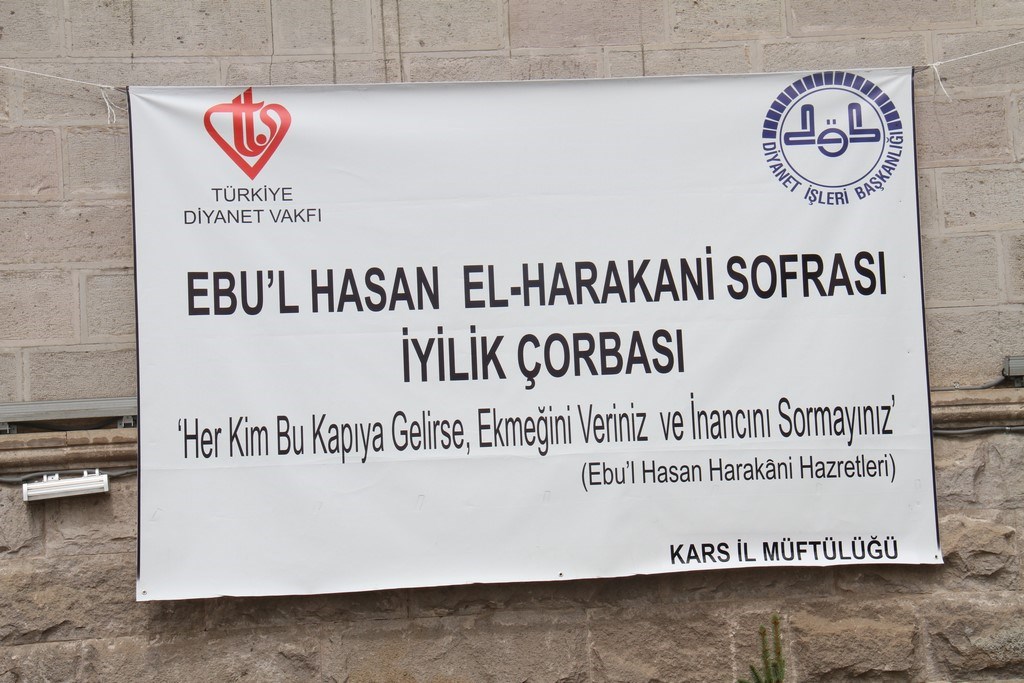 TÜRKİYE
DİYANET VAKFI
DİYANET İŞLERİ BAŞKANLIĞI
EBU'L HASAN EL-HARAKANİ SOFRASI
İYİLİK ÇORBASI
'Her Kim Bu Kapıya Gelirse, Ekmeğini Veriniz ve İnancını Sormayınız'
(Ebu'l Hasan Harakâni Hazretleri)
KARS İL MÜFTÜLÜĞÜ